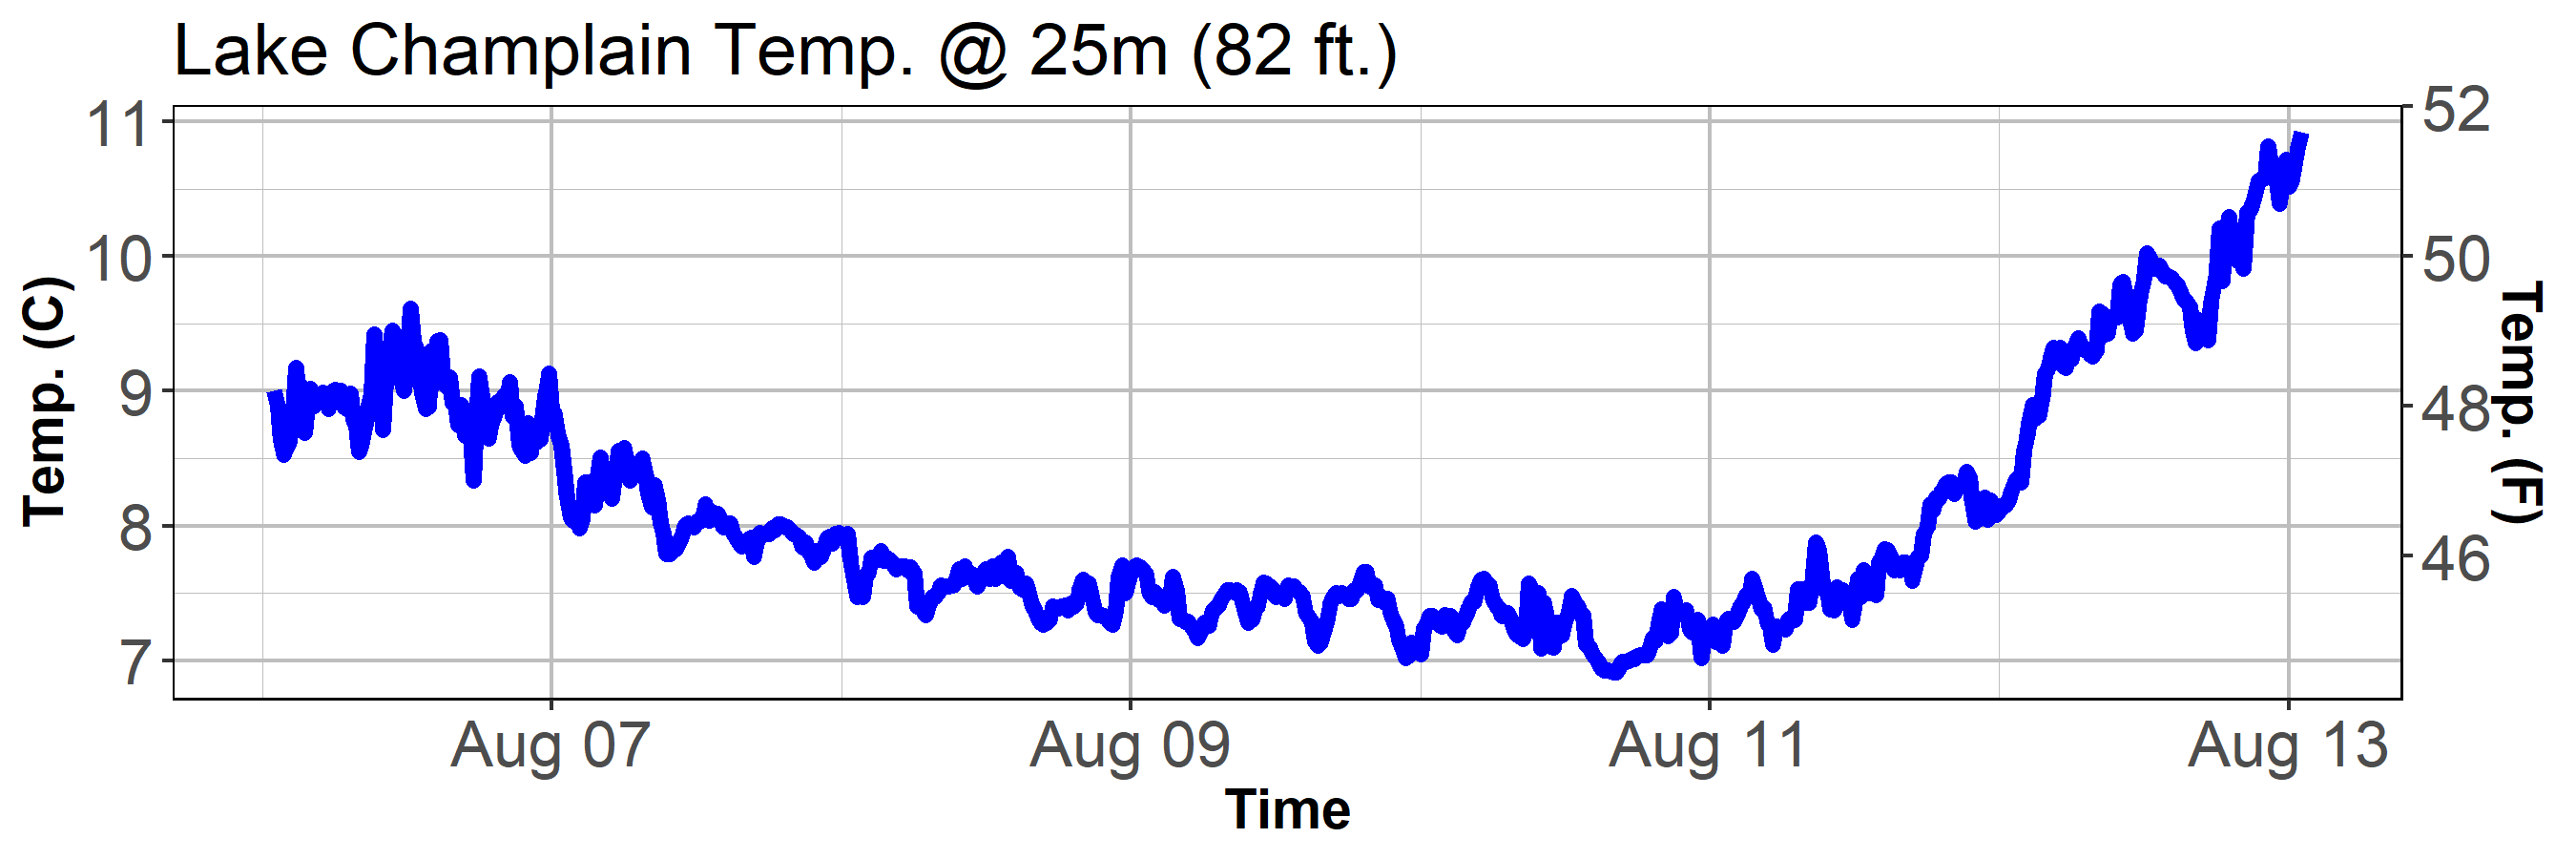 Lake Champlain Temp. @ 25m (82 ft.)
11
10
9
8
7
Temp. (C)
52
50
48
46
Temp. (F)
Aug 07 Aug 09 Aug 11 Aug 13
Time